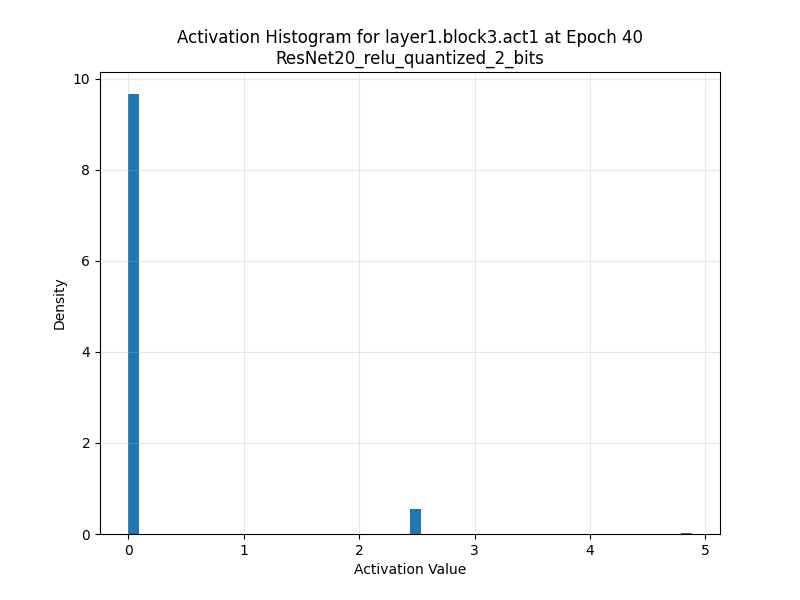 Activation Histogram for layer1.block3.act1 at Epoch 40
ResNet20_relu_quantized_2_bits
10
8
6
4
2
0
Density
0 1 2 3 4 5
Activation Value